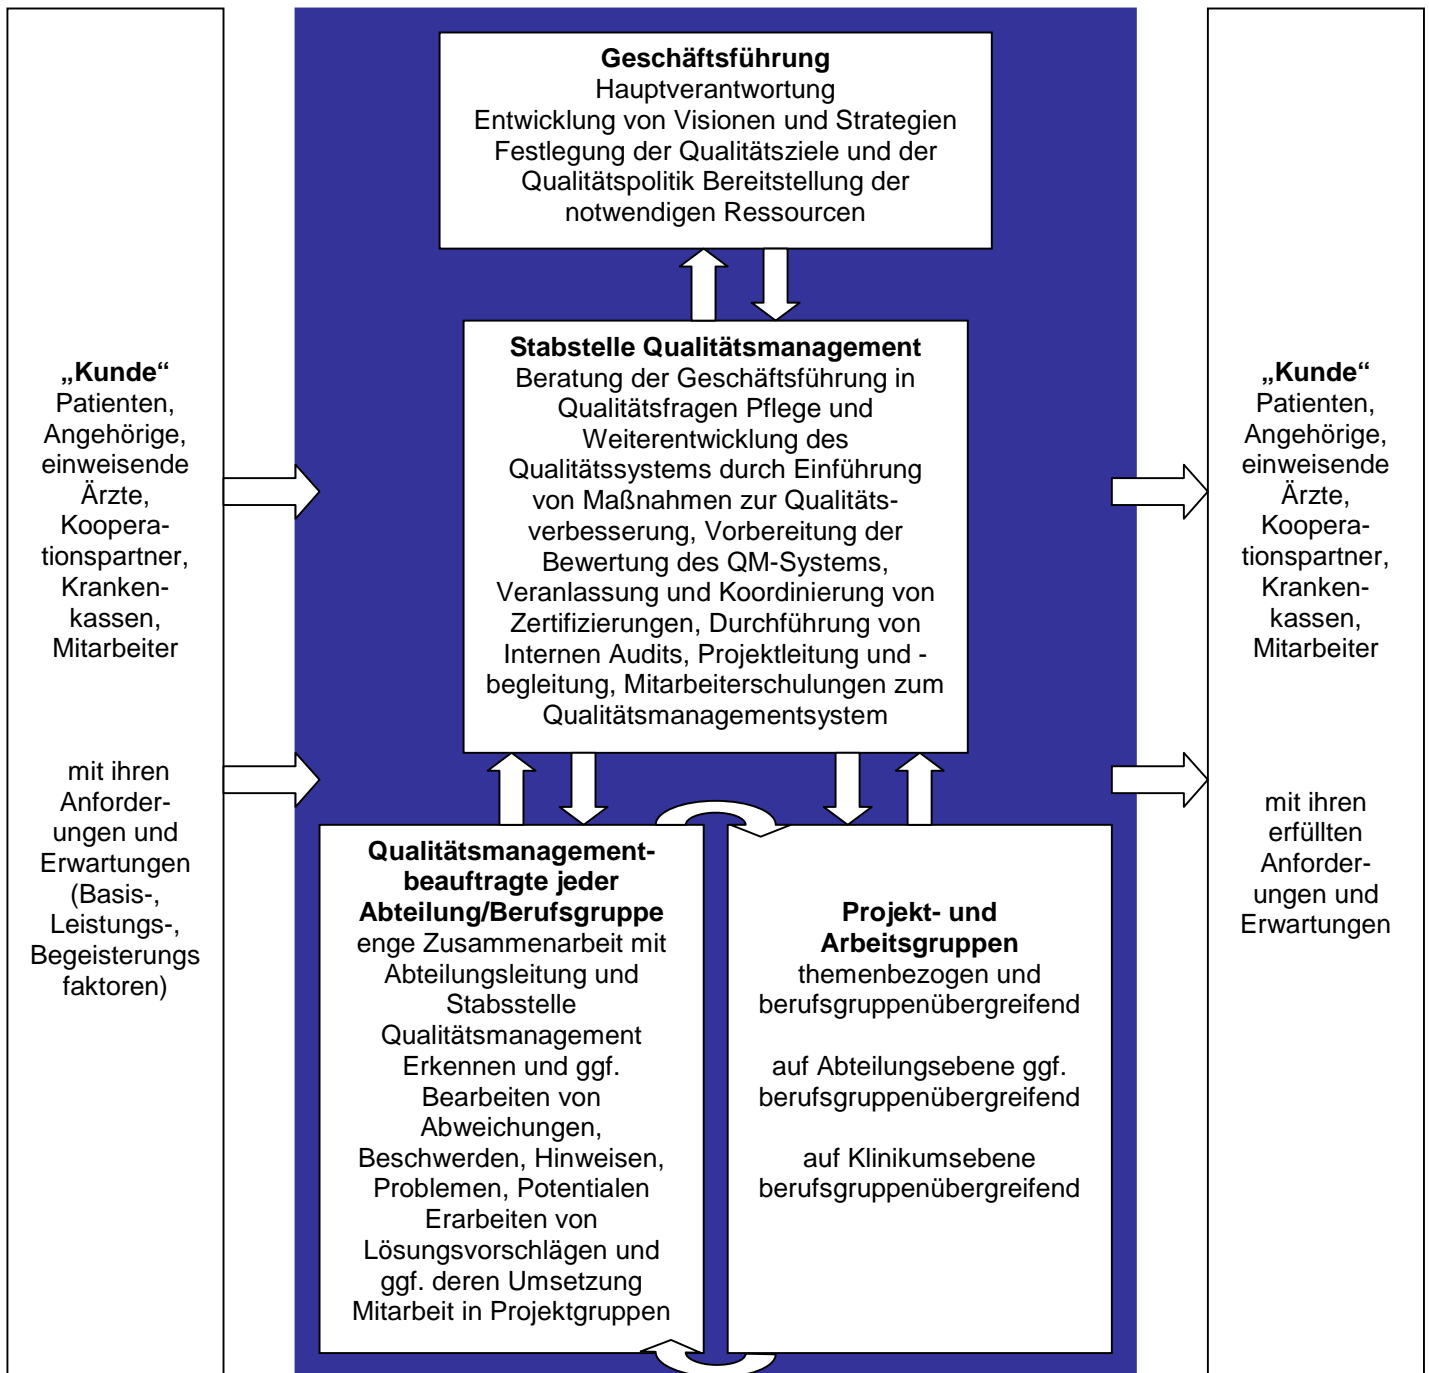 Geschäftsführung
Hauptverantwortung
Entwicklung von Visionen und Strategien
Festlegung der Qualitätsziele und der
Qualitätspolitik Bereitstellung der
notwendigen Ressourcen
Stabstelle Qualitätsmanagement
Beratung der Geschäftsführung in
Qualitätsfragen Pflege und
Weiterentwicklung des
Qualitätssystems durch Einführung
von Maßnahmen zur Qualitäts-
verbesserung, Vorbereitung der
Bewertung des QM-Systems,
Veranlassung und Koordinierung von
Zertifizierungen, Durchführung von
Internen Audits, Projektleitung und -
begleitung, Mitarbeiterschulungen zum
Qualitätsmanagementsystem
„Kunde“
Patienten,
Angehörige,
einweisende
Ärzte,
Koopera-
tionspartner,
Kranken-
kassen,
Mitarbeiter
mit ihren
Anforder-
ungen und
Erwartungen
(Basis-,
Leistungs-,
Begeisterungs
faktoren)
Qualitätsmanagement-
beauftragte jeder
Abteilung/Berufsgruppe
enge Zusammenarbeit mit
Abteilungsleitung und
Stabsstelle
Qualitätsmanagement
Erkennen und ggf.
Bearbeiten von
Abweichungen,
Beschwerden, Hinweisen,
Problemen, Potentialen
Erarbeiten von
Lösungsvorschlägen und
ggf. deren Umsetzung
Mitarbeit in Projektgruppen
Projekt- und
Arbeitsgruppen
themenbezogen und
berufsgruppenübergreifend
auf Abteilungsebene ggf.
berufsgruppenübergreifend
auf Klinikumsebene
berufsgruppenübergreifend
„Kunde“
Patienten,
Angehörige,
einweisende
Ärzte,
Koopera-
tionspartner,
Kranken-
kassen,
Mitarbeiter
mit ihren
erfüllten
Anforder-
ungen und
Erwartungen